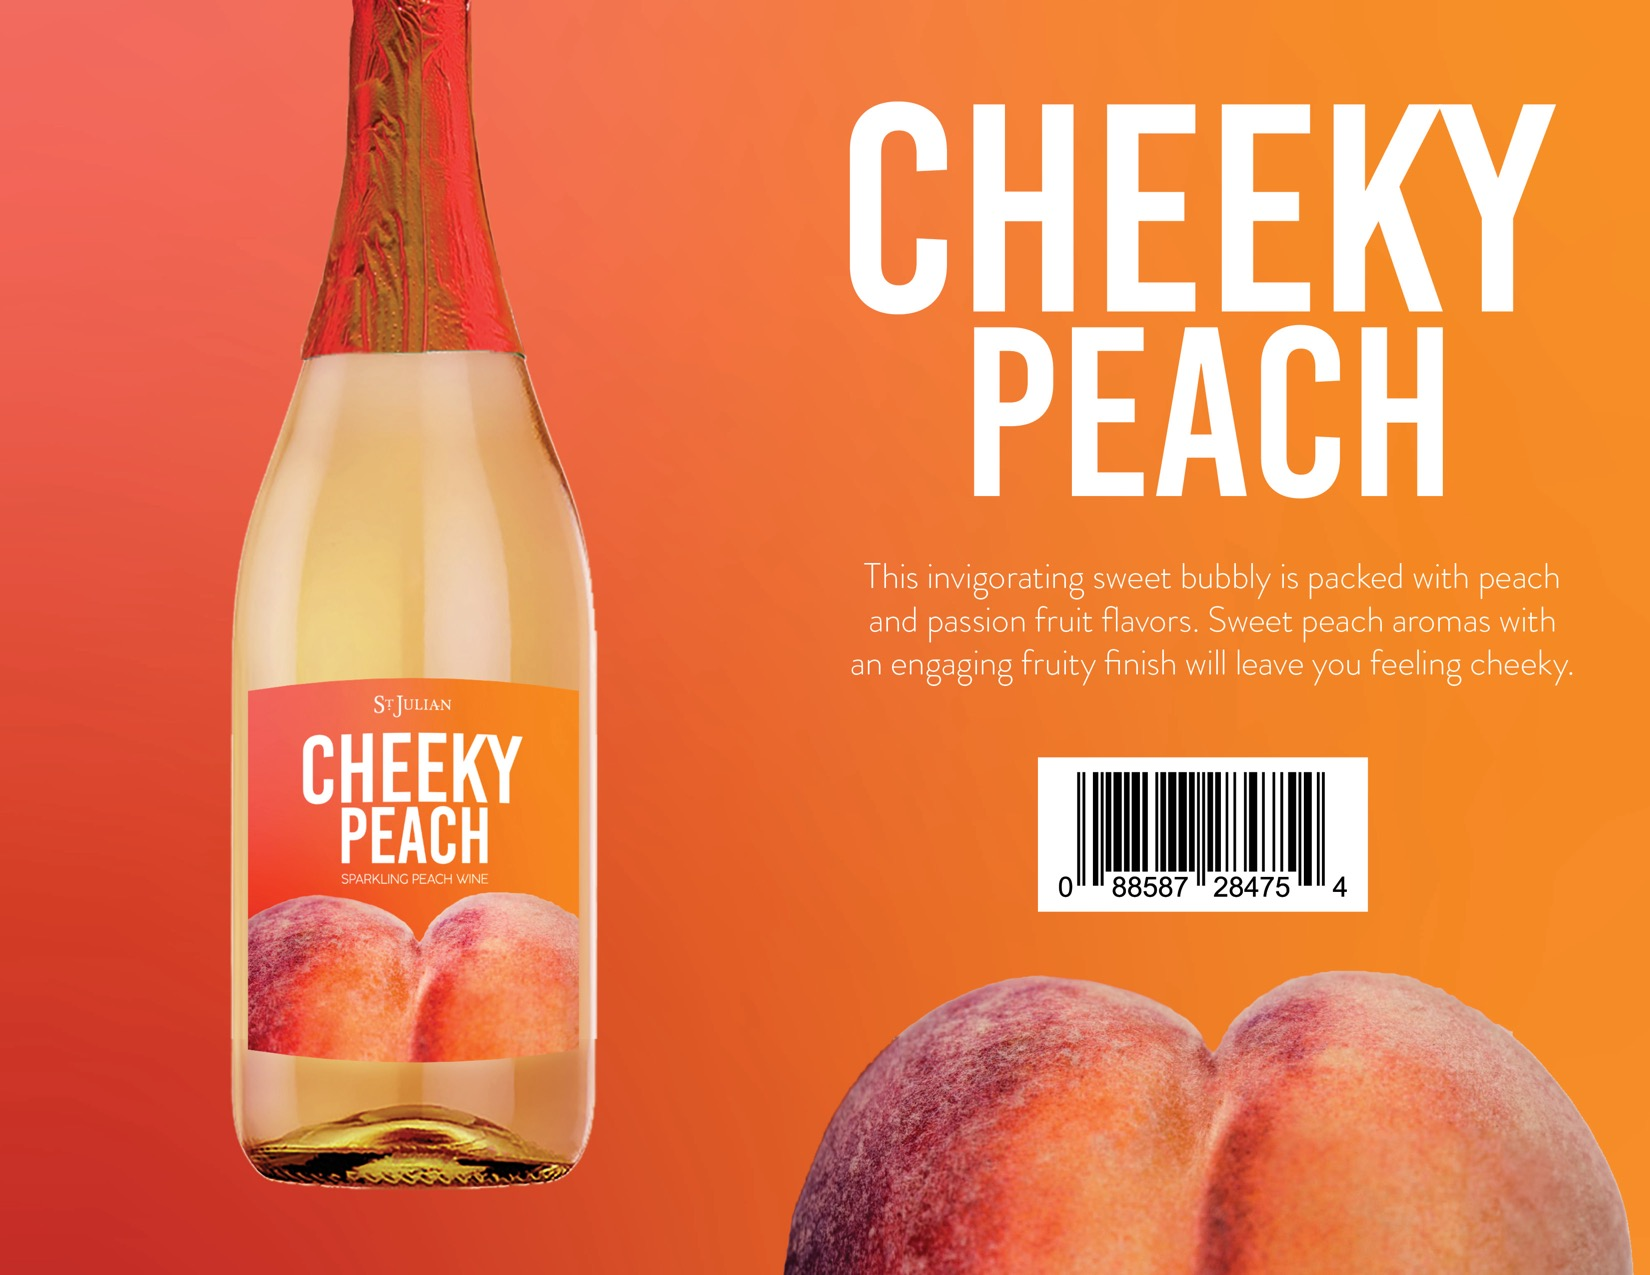 CHEEKY
PEACH
This invigorating sweet bubbly is packed with peach
and passion fruit flavors. Sweet peach aromas with
an engaging fruity finish will leave you feeling cheeky.
0 88587 28475 4
ST JULIAN
CHEEKY
PEACH
SPARKLING PEACH WINE